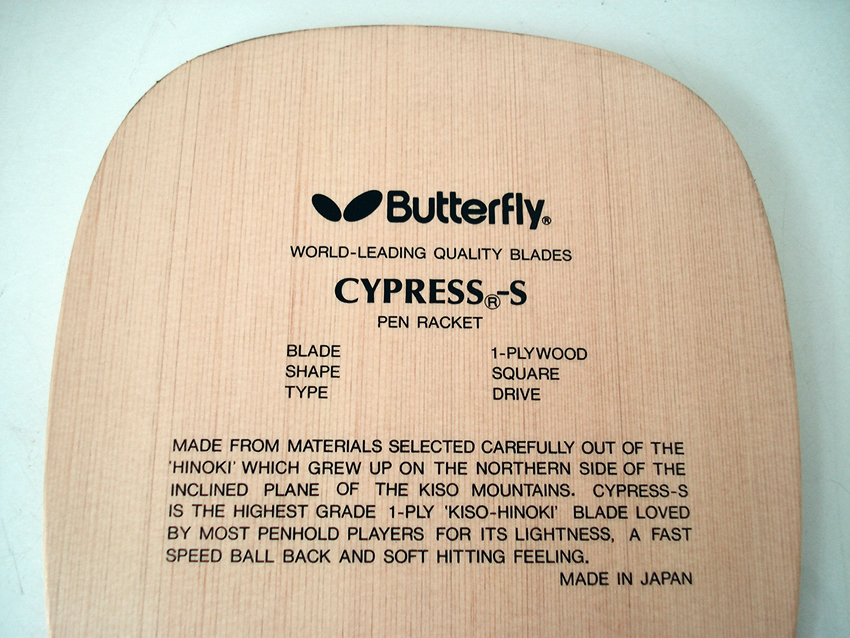 Butterfly®
WORLD-LEADING QUALITY BLADES
CYPRESS®-S
PEN RACKET
BLADE 1-PLYWOOD
SHAPE SQUARE
TYPE DRIVE
MADE FROM MATERIALS SELECTED CAREFULLY OUT OF THE
'HINOKI' WHICH GREW UP ON THE NORTHERN SIDE OF THE
INCLINED PLANE OF THE KISO MOUNTAINS. CYPRESS-S
IS THE HIGHEST GRADE 1-PLY 'KISO-HINOKI' BLADE LOVED
BY MOST PENHOLD PLAYERS FOR ITS LIGHTNESS, A FAST
SPEED BALL BACK AND SOFT HITTING FEELING.
MADE IN JAPAN